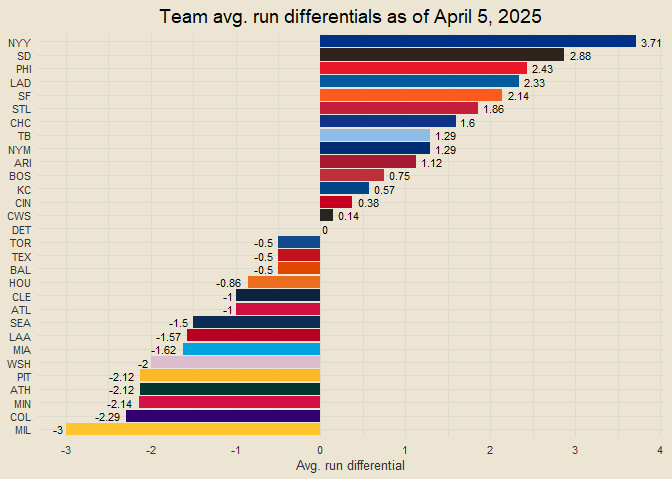 Team avg. run differentials as of April 5, 2025
NYY 3.71
SD 2.88
PHI 2.43
LAD 2.33
SF 2.14
STL 1.86
CHC 1.6
TB 1.29
NYM 1.29
ARI 1.12
BOS 0.75
KC 0.57
CIN 0.38
CWS 0.14
DET 0
TOR -0.5
TEX -0.5
BAL -0.5
HOU -0.86
CLE -1
ATL -1
SEA -1.5
LAA -1.57
MIA -1.62
WSH -2
PIT -2.12
ATH -2.12
MIN -2.14
COL -2.29
MIL -3
-3 -2 -1 0 1 2 3 4
Avg. run differential